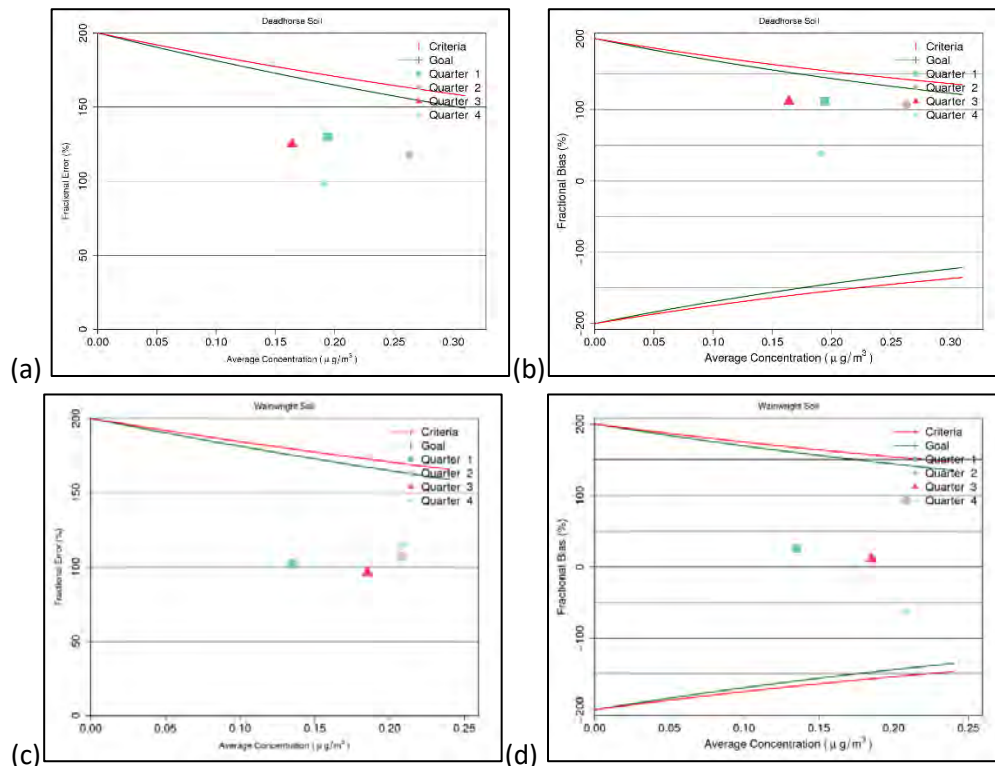 Deadhorse Soil
Fractional Error (%)
0 50 100 150 200
0.00 0.05 0.10 0.15 0.20 0.25 0.30
Average Concentration ( μ g/m³ )
Criteria
Goal
Quarter 1
Quarter 2
Quarter 3
Quarter 4
(a)
Deadhorse Soil
Fractional Bias (%)
−200 −100 0 100 200
0.00 0.05 0.10 0.15 0.20 0.25 0.30
Average Concentration ( μ g/m³ )
Criteria
Goal
Quarter 1
Quarter 2
Quarter 3
Quarter 4
(b)
Wainwright Soil
Fractional Error (%)
0 50 100 150 200
0.00 0.05 0.10 0.15 0.20 0.25
Average Concentration ( μ g/m³ )
Criteria
Goal
Quarter 1
Quarter 2
Quarter 3
Quarter 4
(c)
Wainwright Soil
Fractional Bias (%)
−200 −100 0 100 200
0.00 0.05 0.10 0.15 0.20 0.25
Average Concentration ( μ g/m³ )
Criteria
Goal
Quarter 1
Quarter 2
Quarter 3
Quarter 4
(d)